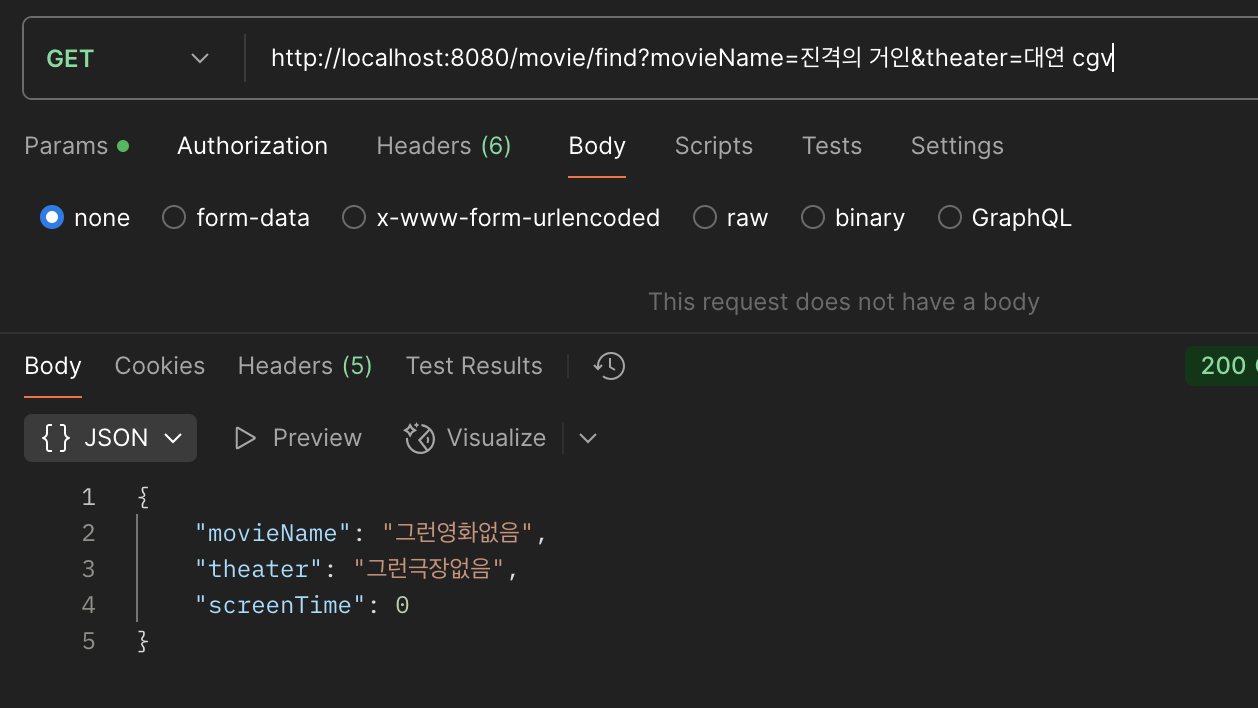 GET http://localhost:8080/movie/find?movieName=진격의 거인&theater=대연 cgv
Params Authorization Headers (6) Body Scripts Tests Settings
none form-data x-www-form-urlencoded raw binary GraphQL
This request does not have a body
Body Cookies Headers (5) Test Results 200
{ } JSON Preview Visualize
1 {
2 "movieName": "그런영화없음",
3 "theater": "그런극장없음",
4 "screenTime": 0
5 }